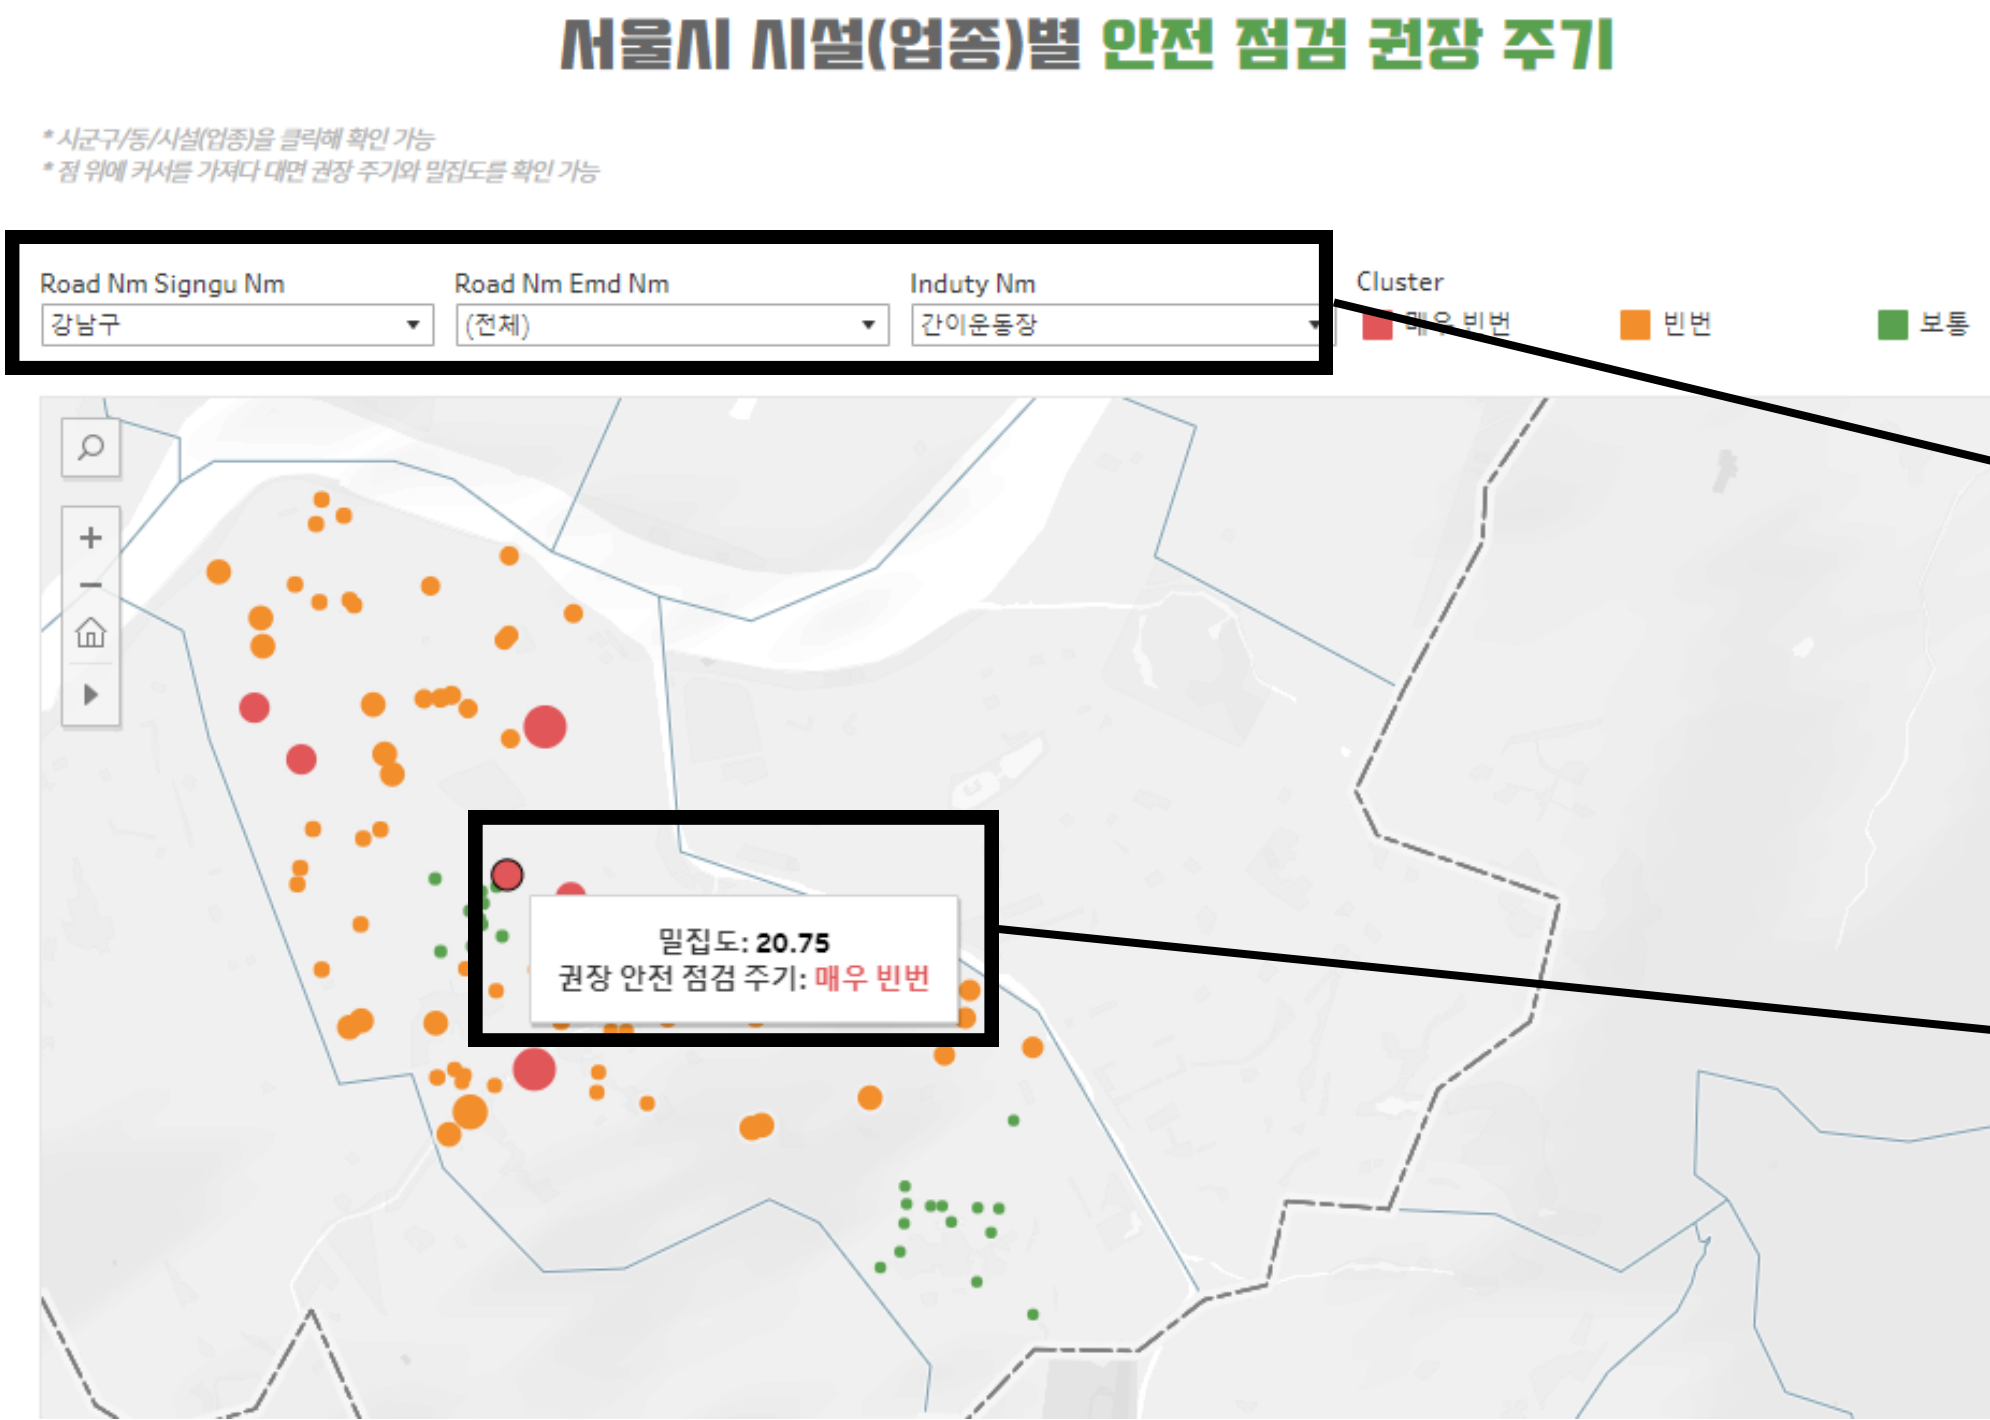 서울시 시설(업종)별 안전 점검 권장 주기
* 시군구/동/시설(업종)을 클릭해 확인 가능
* 점 위에 커서를 가져다 대면 권장 주기와 밀집도를 확인 가능
Road Nm Signgu Nm
Road Nm Emd Nm
Induty Nm
Cluster
강남구
(전체)
간이운동장
매우 빈번
빈번
보통
밀집도: 20.75
권장 안전 점검 주기: 매우 빈번